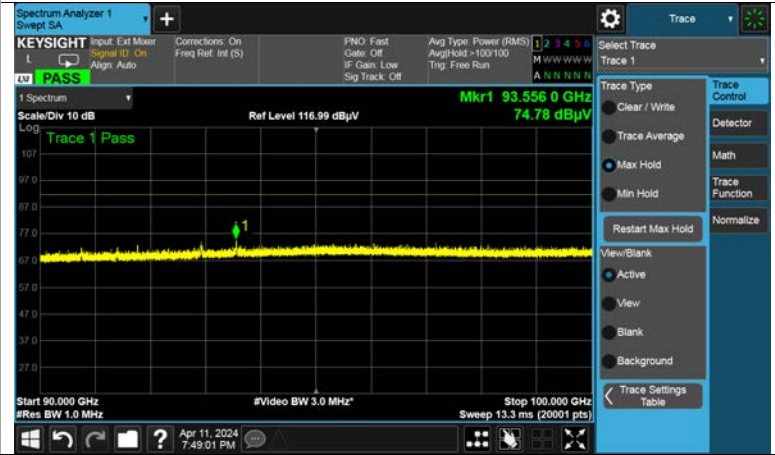 Spectrum Analyzer 1
Swept SA
+
Trace
KEYSIGHT
L
PASS
Input: Ext Mixer
Signal ID: On
Align: Auto
Corrections: On
Freq Ref: Int (S)
PNO: Fast
Gate: Off
IF Gain: Low
Sig Track: Off
Avg Type: Power (RMS)
Avg|Hold:>100/100
Trig: Free Run
1 2 3 4 5 6
M W W W W W
A N N N N N
Select Trace
Trace 1
1 Spectrum
Scale/Div 10 dB
Log
Ref Level 116.99 dBµV
Mkr1 93.556 0 GHz
74.78 dBµV
Trace 1 Pass
1
107
97.0
87.0
77.0
67.0
57.0
47.0
37.0
27.0
Start 90.000 GHz
#Res BW 1.0 MHz
#Video BW 3.0 MHz*
Stop 100.000 GHz
Sweep 13.3 ms (20001 pts)
Trace Type
Clear / Write
Trace Average
Max Hold
Min Hold
Restart Max Hold
View/Blank
Active
View
Blank
Background
Trace Settings
Table
Trace
Control
Detector
Math
Trace
Function
Normalize
?
Apr 11, 2024
7:49:01 PM